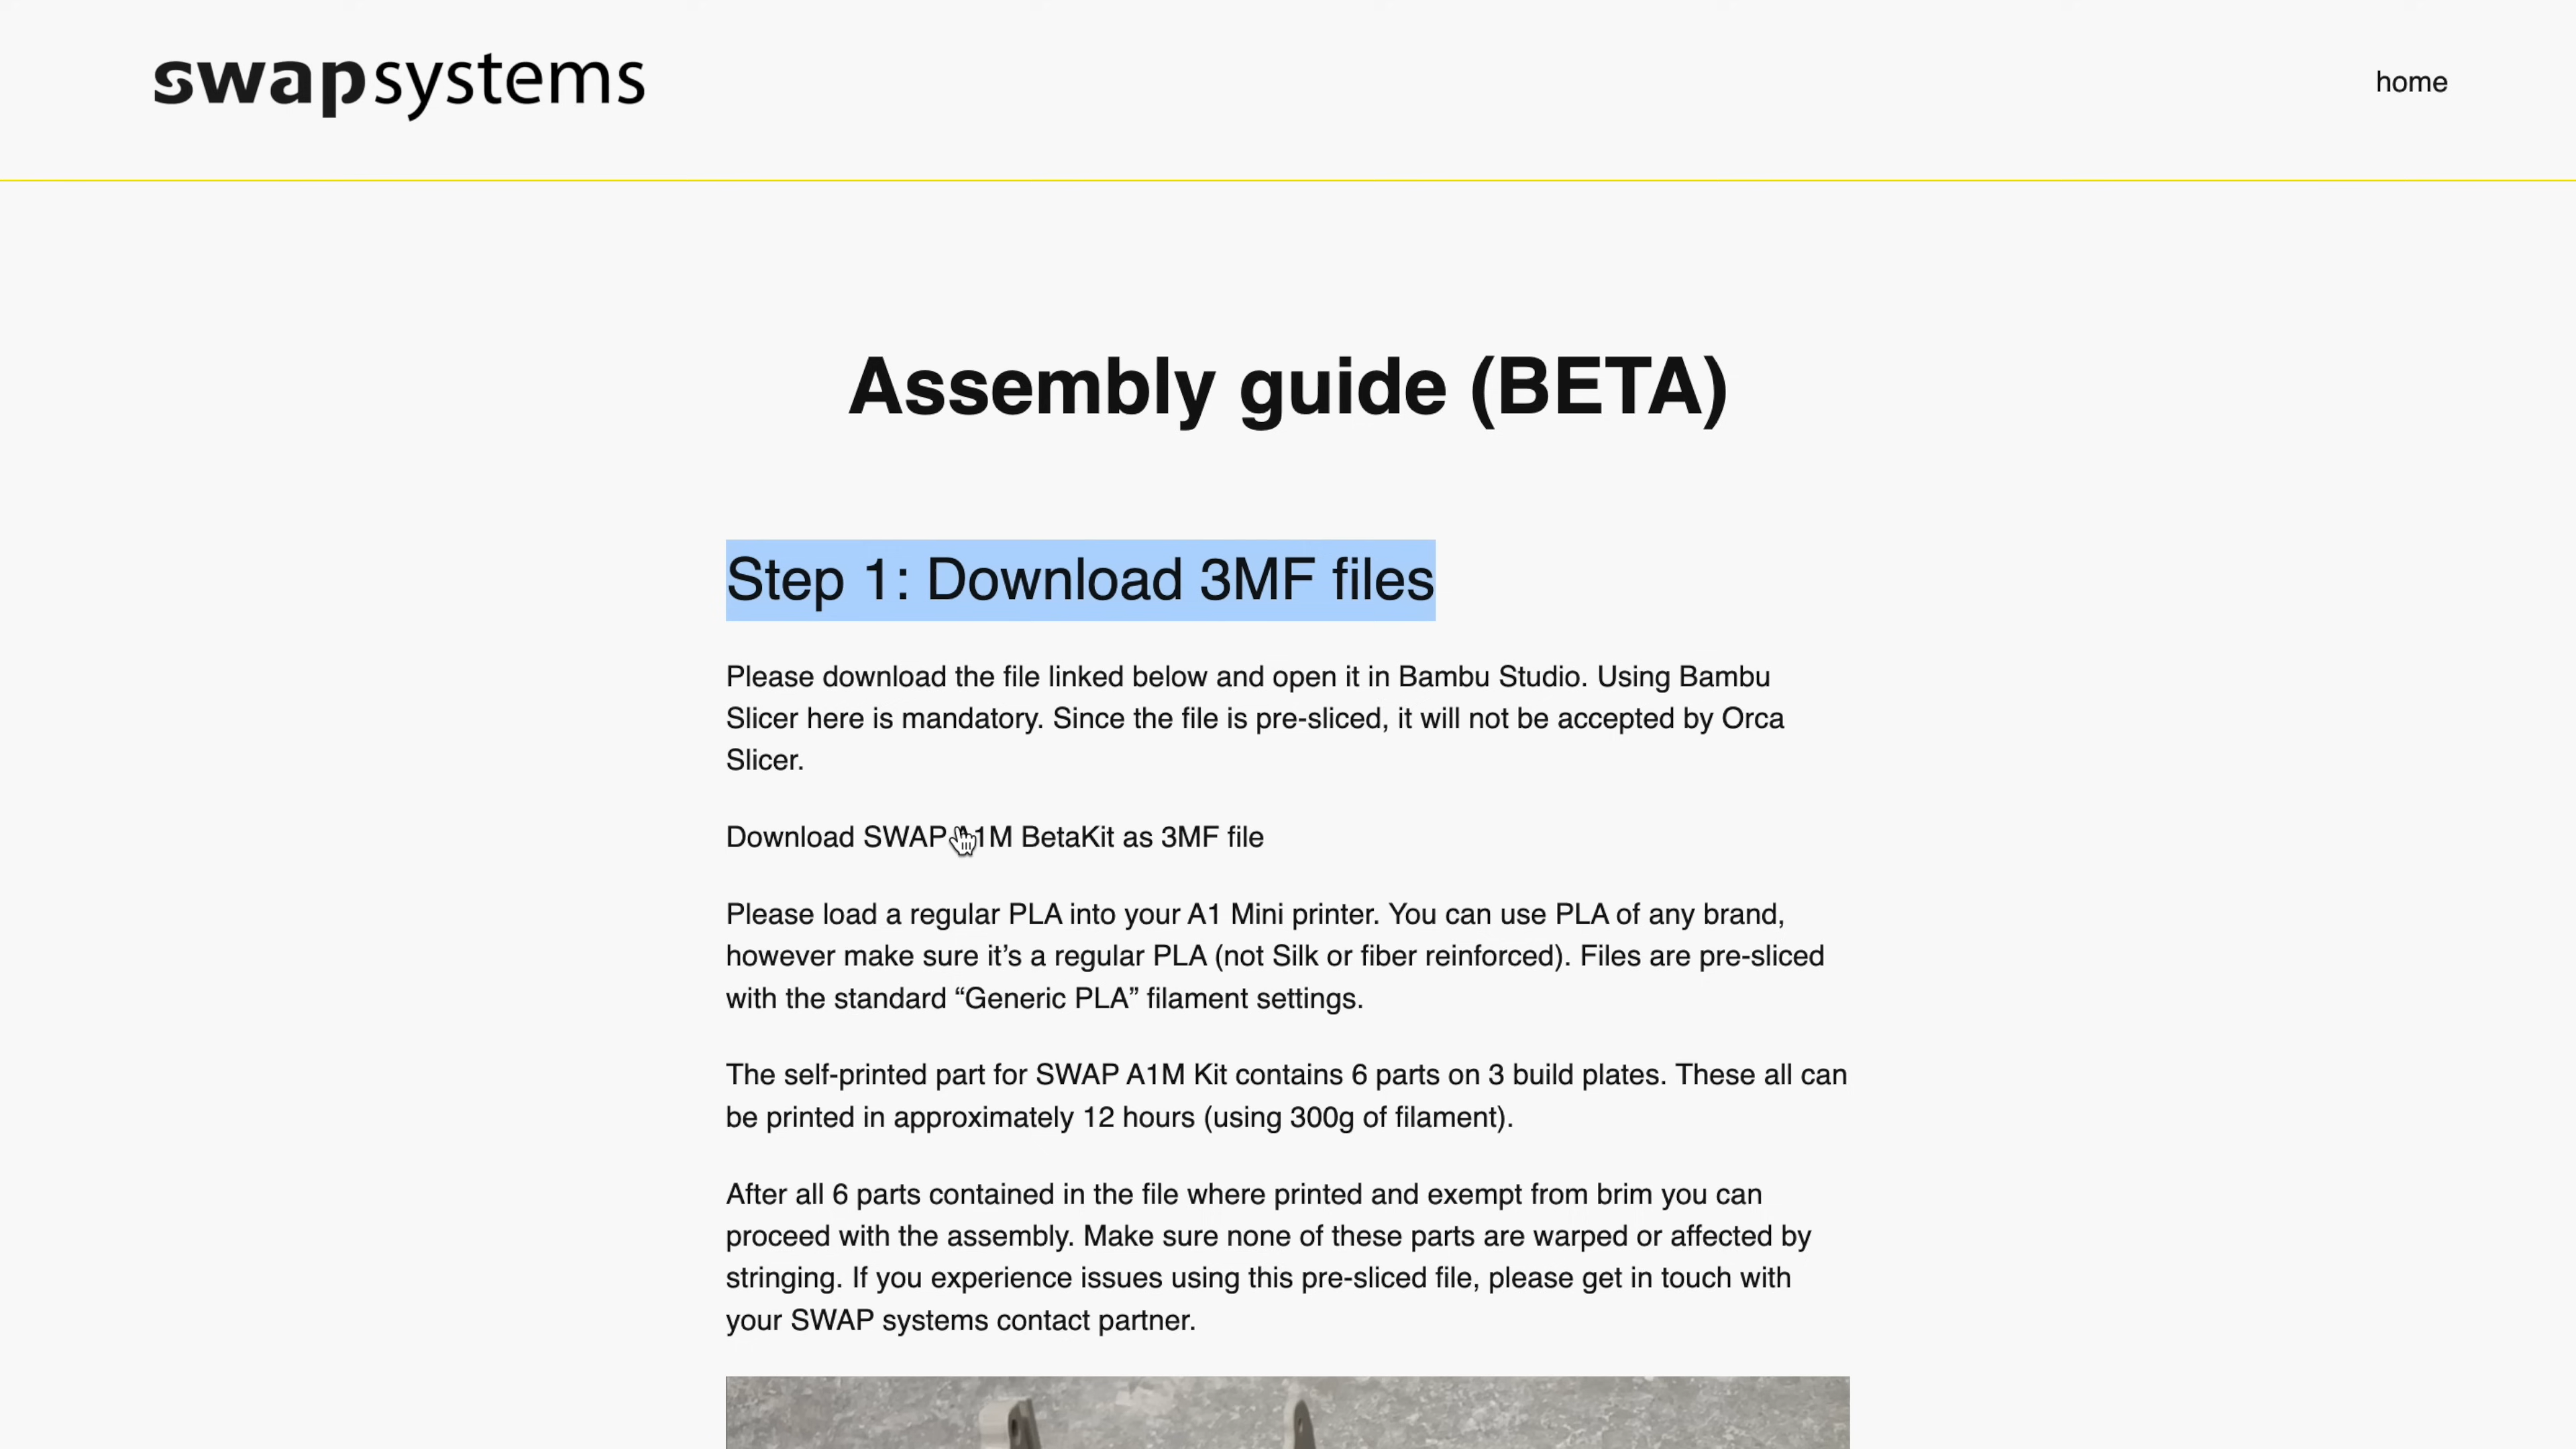 swapsystems
home
Assembly guide (BETA)
Step 1: Download 3MF files
Please download the file linked below and open it in Bambu Studio. Using Bambu
Slicer here is mandatory. Since the file is pre-sliced, it will not be accepted by Orca
Slicer.
Download SWAP A1M BetaKit as 3MF file
Please load a regular PLA into your A1 Mini printer. You can use PLA of any brand,
however make sure it’s a regular PLA (not Silk or fiber reinforced). Files are pre-sliced
with the standard “Generic PLA” filament settings.
The self-printed part for SWAP A1M Kit contains 6 parts on 3 build plates. These all can
be printed in approximately 12 hours (using 300g of filament).
After all 6 parts contained in the file where printed and exempt from brim you can
proceed with the assembly. Make sure none of these parts are warped or affected by
stringing. If you experience issues using this pre-sliced file, please get in touch with
your SWAP systems contact partner.